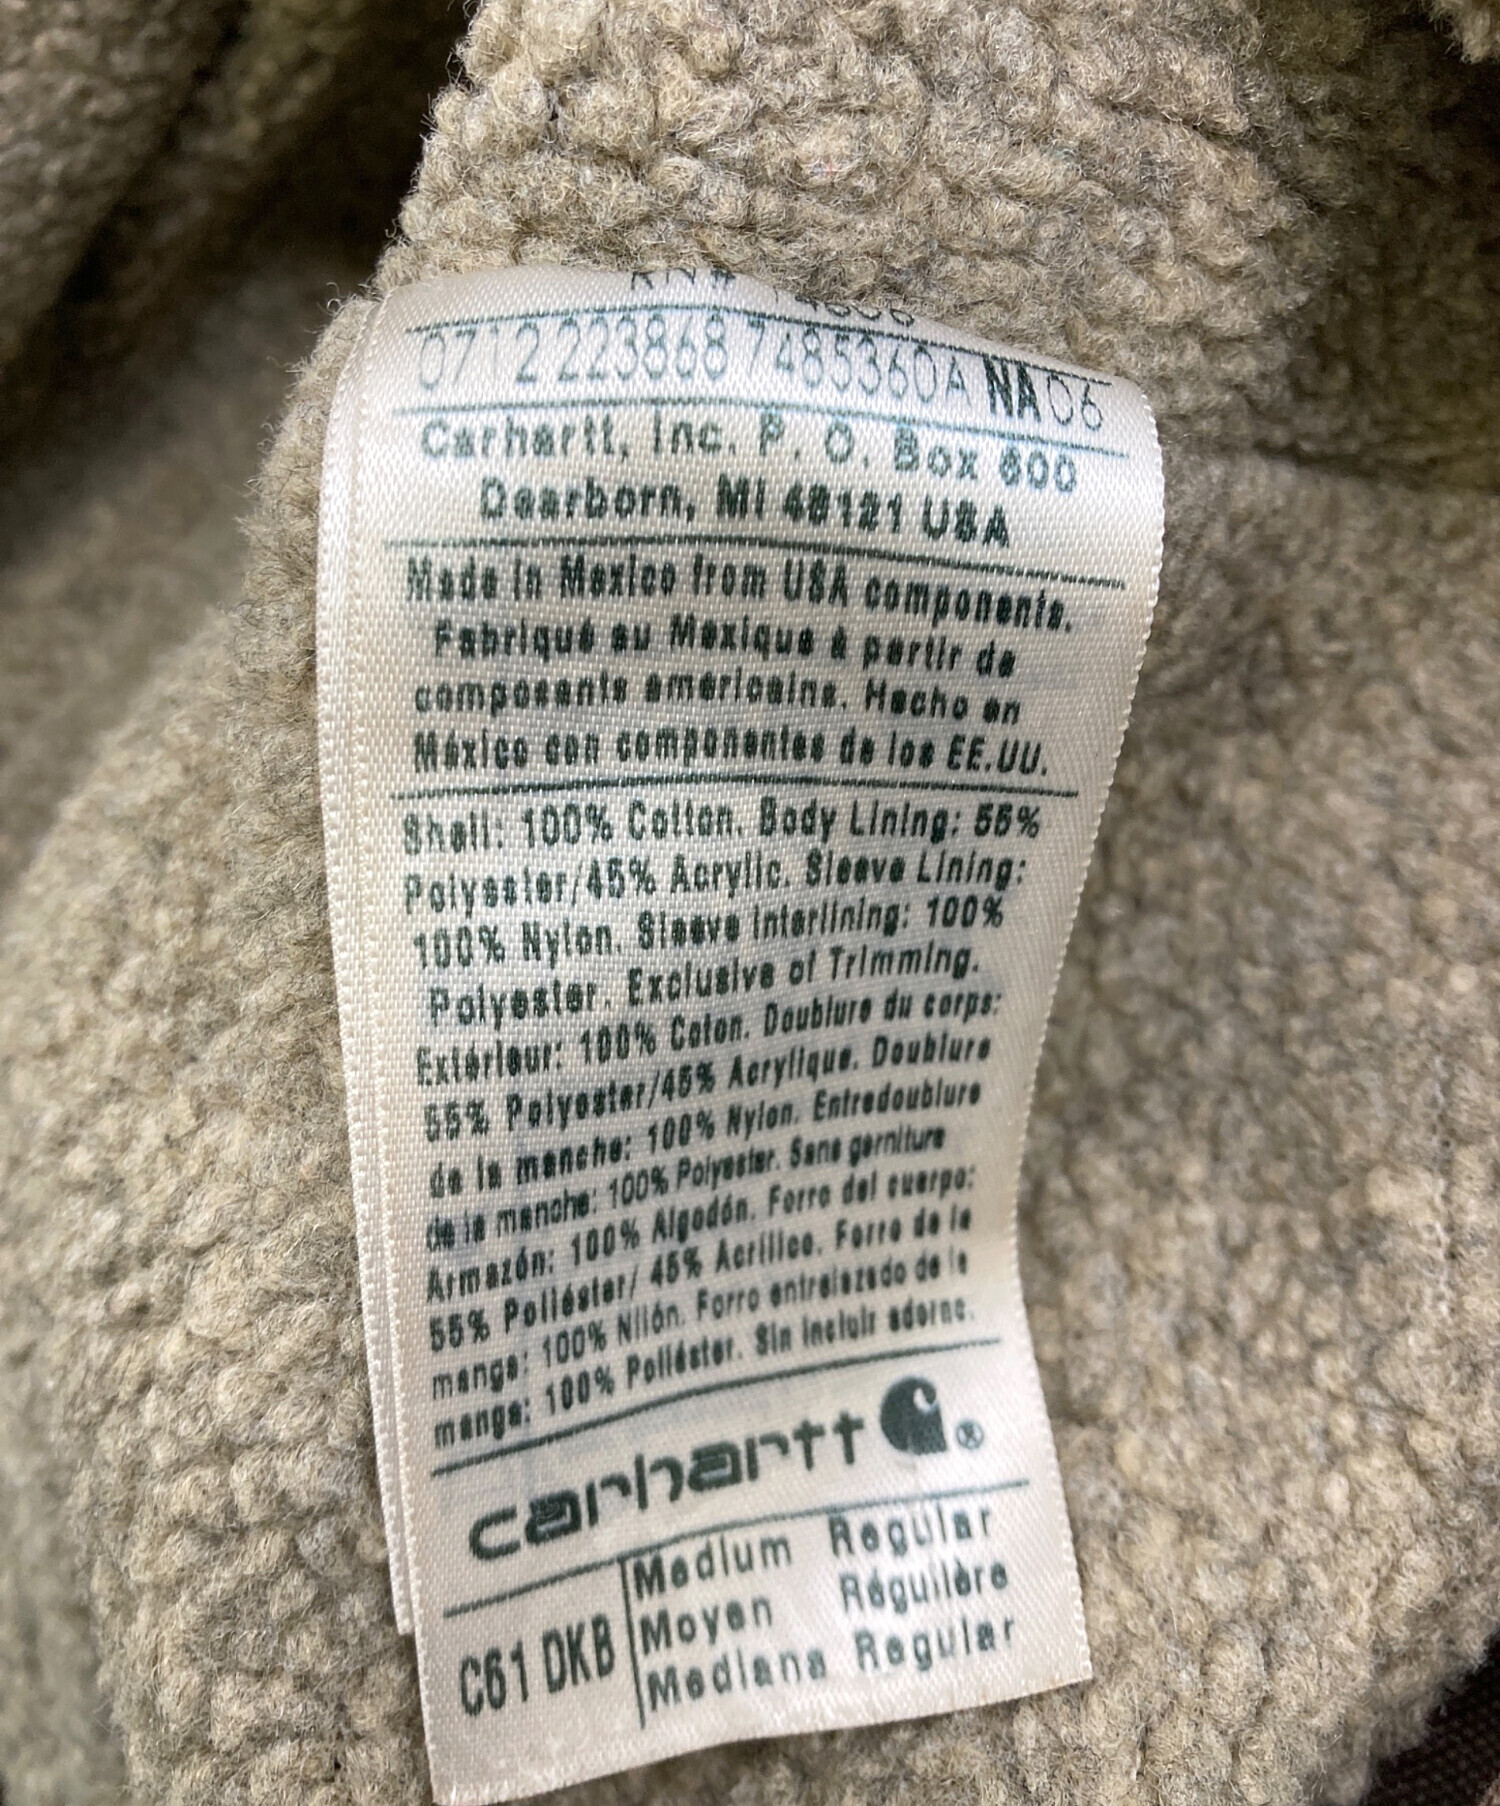 RN# 14806
0712 223868 7485360A NA 06
Carhartt, Inc. P. O. Box 600
Dearborn, MI 48121 USA
Made in Mexico from USA components.
Fabriqué au Mexique à partir de
composants américains. Hecho en
México con componentes de los EE.UU.
Shell: 100% Cotton. Body Lining: 55%
Polyester/45% Acrylic. Sleeve Lining:
100% Nylon. Sleeve Interlining: 100%
Polyester. Exclusive of Trimming.
Extérieur: 100% Coton. Doublure du corps:
55% Polyester/45% Acrylique. Doublure
de la manche: 100% Nylon. Entredoublure
de la manche: 100% Polyester. Sans garniture
Armazón: 100% Algodón. Forro del cuerpo:
55% Poliéster/ 45% Acrílico. Forro de la
manga: 100% Nilón. Forro entrelazado de la
manga: 100% Poliéster. Sin incluir adorno.
carhartt ®
C61 DKB
Medium Regular
Moyen Réguliére
Mediana Regular